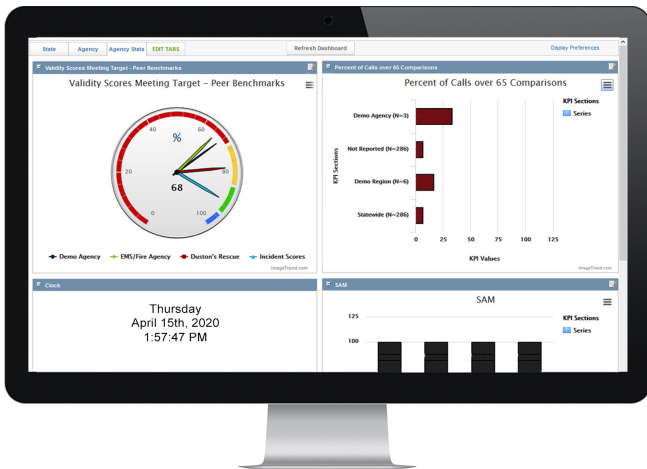 State
Agency
Agency Stats
EDIT TABS
Refresh Dashboard
Display Preferences
Validity Scores Meeting Target - Peer Benchmarks
Validity Scores Meeting Target – Peer Benchmarks
%
0
20
40
60
80
100
68
Demo Agency
EMS/Fire Agency
Duston's Rescue
Incident Scores
ImageTrend.com
Percent of Calls over 65 Comparisons
Percent of Calls over 65 Comparisons
KPI Sections
Series
KPI Sections
Demo Agency (N=3)
Not Reported (N=286)
Demo Region (N=6)
Statewide (N=286)
0 25 50 75 100 125
KPI Values
ImageTrend.com
Clock
Thursday
April 15th, 2020
1:57:47 PM
SAM
SAM
KPI Sections
Series
125
100